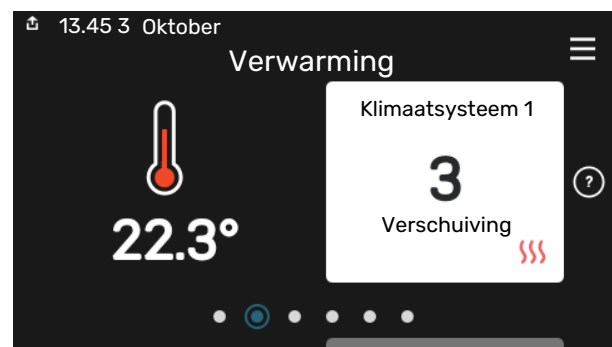 13.45 3 Oktober
Verwarming
Klimaatsysteem 1
3
Verschuiving
22.3°
?